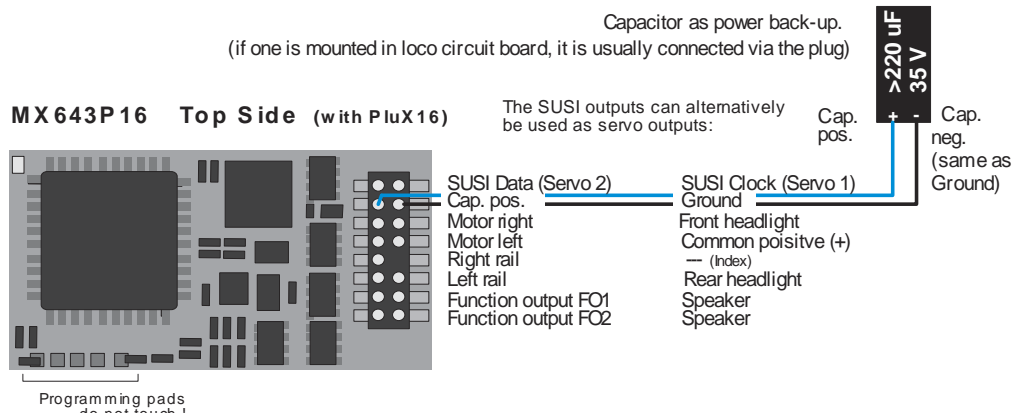 Capacitor as power back-up.
(if one is mounted in loco circuit board, it is usually connected via the plug)
>220 uF
35 V
+ -
MX643P16 Top Side (with PluX16)
The SUSI outputs can alternatively
be used as servo outputs:
Cap.
pos.
Cap.
neg.
(same as
Ground)
SUSI Data (Servo 2) SUSI Clock (Servo 1)
Cap. pos. Ground
Motor right Front headlight
Motor left Common poisitve (+)
Right rail --- (Index)
Left rail Rear headlight
Function output FO1 Speaker
Function output FO2 Speaker
Programming pads
do not touch !